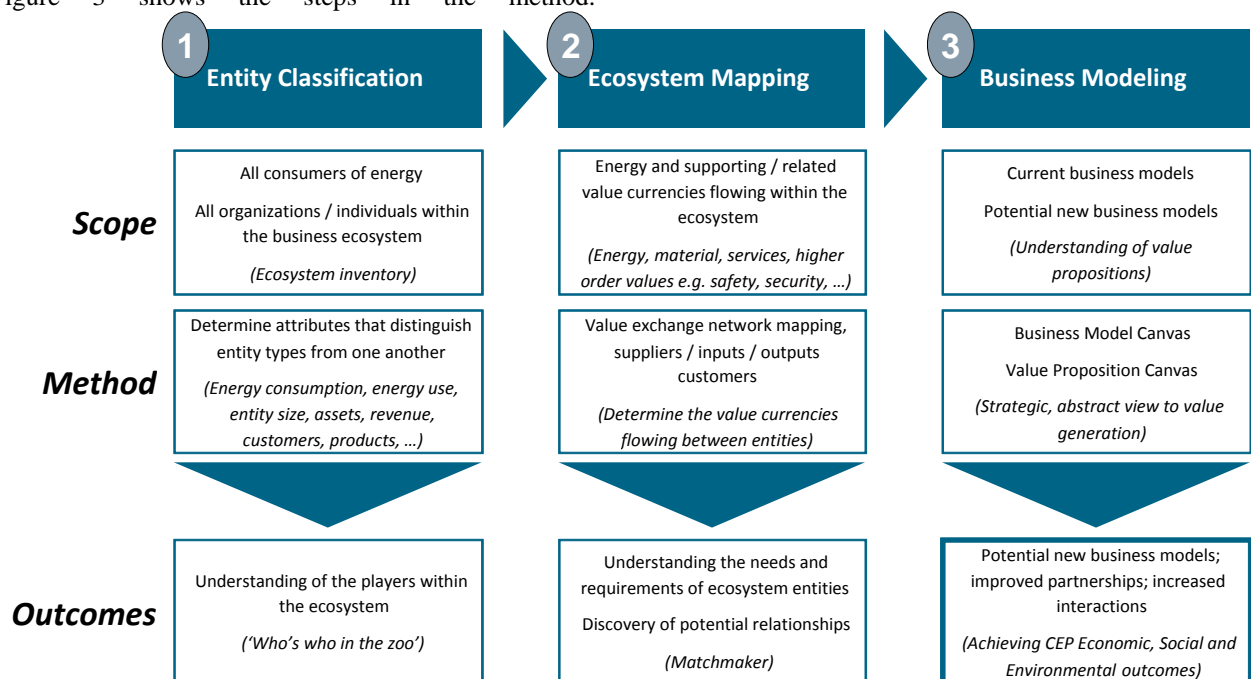 Figure 3 shows the steps in the method.
1
Entity Classification
2
Ecosystem Mapping
3
Business Modeling
Scope
All consumers of energy
All organizations / individuals within
the business ecosystem
(Ecosystem inventory)
Energy and supporting / related
value currencies flowing within the
ecosystem
(Energy, material, services, higher
order values e.g. safety, security, …)
Current business models
Potential new business models
(Understanding of value
propositions)
Method
Determine attributes that distinguish
entity types from one another
(Energy consumption, energy use,
entity size, assets, revenue,
customers, products, …)
Value exchange network mapping,
suppliers / inputs / outputs
customers
(Determine the value currencies
flowing between entities)
Business Model Canvas
Value Proposition Canvas
(Strategic, abstract view to value
generation)
Outcomes
Understanding of the players within
the ecosystem
(‘Who’s who in the zoo’)
Understanding the needs and
requirements of ecosystem entities
Discovery of potential relationships
(Matchmaker)
Potential new business models;
improved partnerships; increased
interactions
(Achieving CEP Economic, Social and
Environmental outcomes)